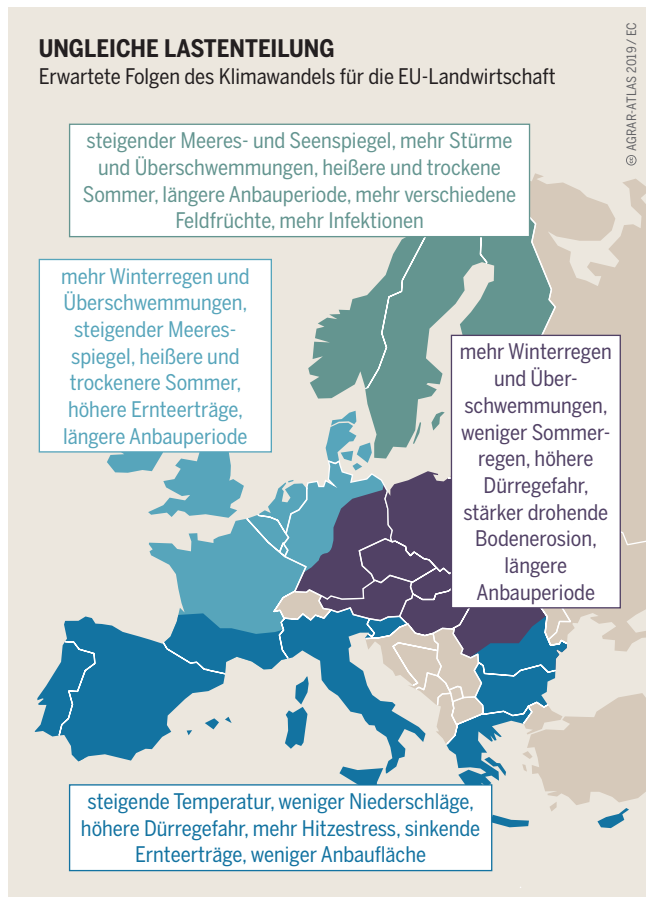 UNGLEICHE LASTENTEILUNG
Erwartete Folgen des Klimawandels für die EU-Landwirtschaft
steigender Meeres- und Seenspiegel, mehr Stürme
und Überschwemmungen, heißere und trockene
Sommer, längere Anbauperiode, mehr verschiedene
Feldfrüchte, mehr Infektionen
mehr Winterregen und
Überschwemmungen,
steigender Meeres-
spiegel, heißere und
trockenere Sommer,
höhere Ernteerträge,
längere Anbauperiode
mehr Winterregen
und Über-
schwemmungen,
weniger Sommer-
regen, höhere
Dürregefahr,
stärker drohende
Bodenerosion,
längere
Anbauperiode
steigende Temperatur, weniger Niederschläge,
höhere Dürregefahr, mehr Hitzestress, sinkende
Ernteerträge, weniger Anbaufläche
cc AGRAR-ATLAS 2019 / EC